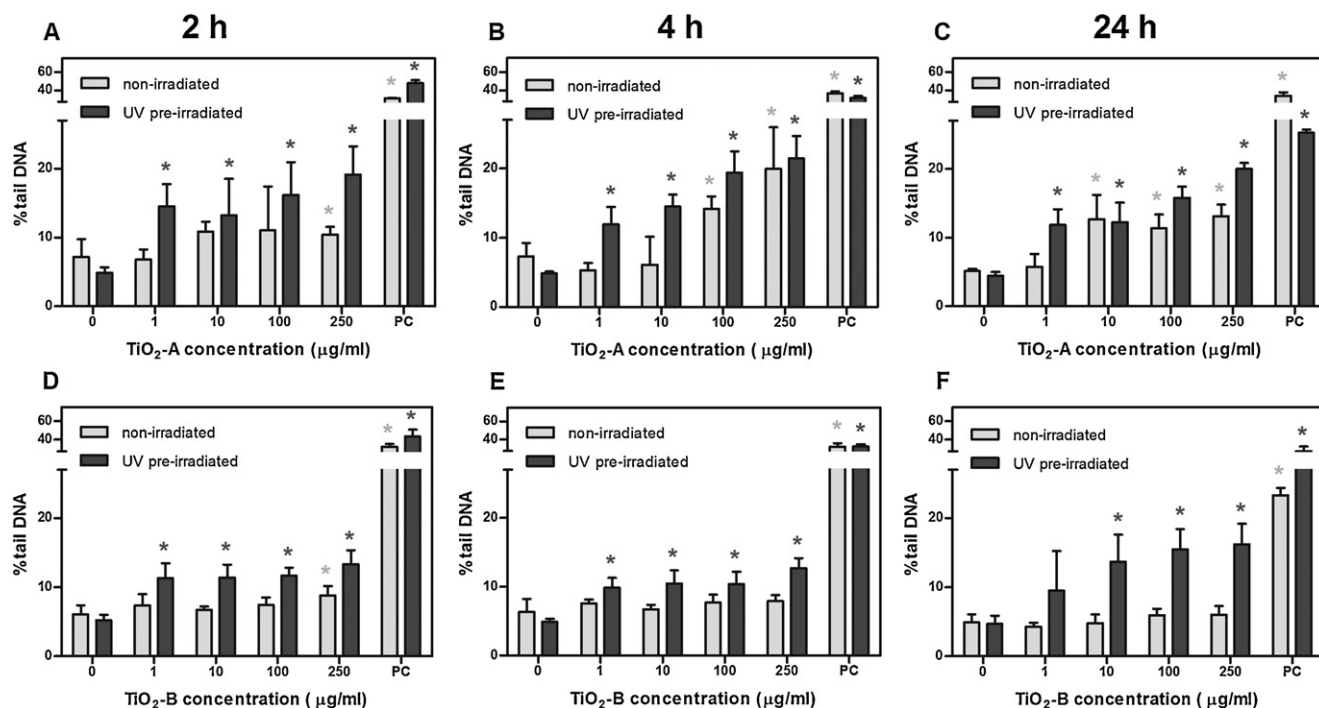 2 h
4 h
24 h
A
60
40
20
10
0
%tail DNA
non-irradiated
UV pre-irradiated
* *
* * * * *
0 1 10 100 250 PC
TiO₂-A concentration (μg/ml)
B
60
40
20
10
0
%tail DNA
non-irradiated
UV pre-irradiated
* *
* * * * * *
0 1 10 100 250 PC
TiO₂-A concentration ( μg/ml)
C
60
40
20
10
0
%tail DNA
non-irradiated
UV pre-irradiated
* *
* * * * * * *
0 1 10 100 250 PC
TiO₂-A concentration (μg/ml)
D
60
40
20
10
0
%tail DNA
non-irradiated
UV pre-irradiated
* *
* * * * *
0 1 10 100 250 PC
TiO₂-B concentration ( μg/ml)
E
60
40
20
10
0
%tail DNA
non-irradiated
UV pre-irradiated
* *
* * * *
0 1 10 100 250 PC
TiO₂-B concentration ( μg/ml)
F
60
40
20
10
0
%tail DNA
non-irradiated
UV pre-irradiated
* *
* * *
0 1 10 100 250 PC
TiO₂-B concentration ( μg/ml)